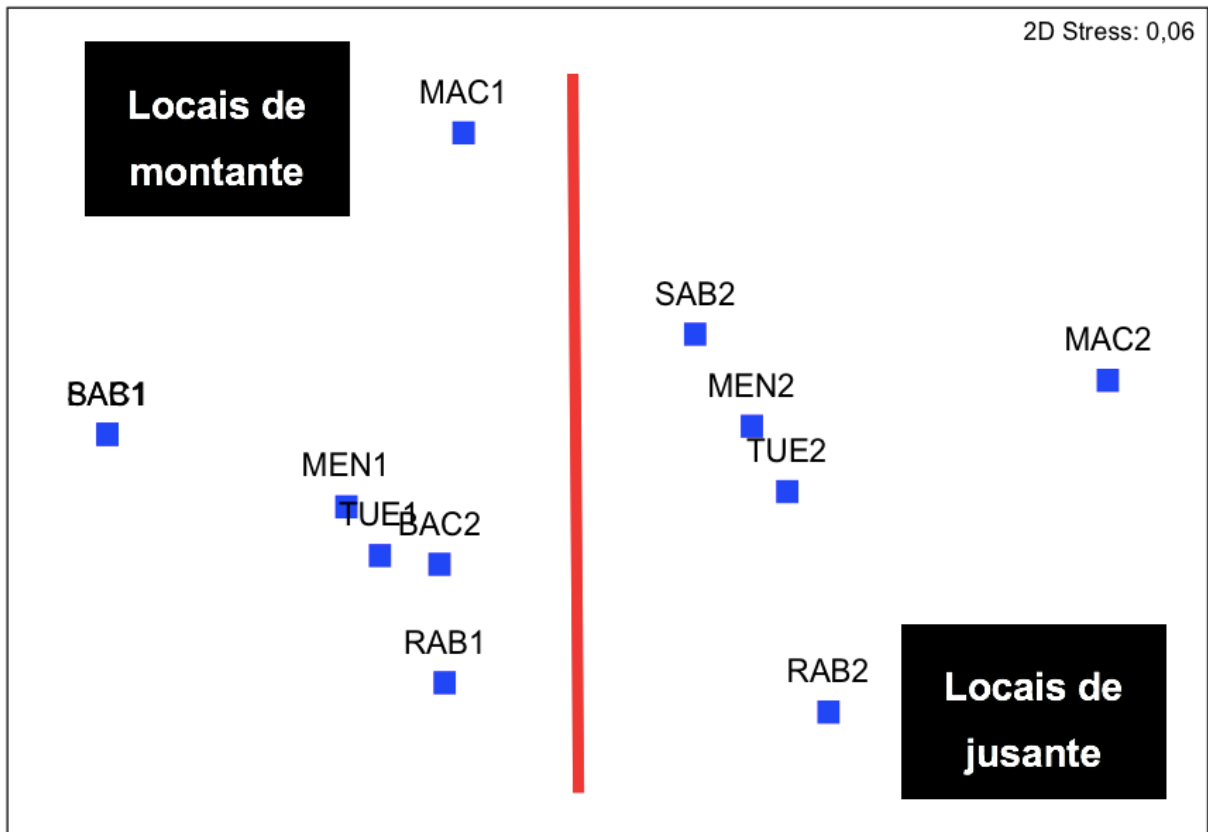 2D Stress: 0,06
Locais de
montante
MAC1
SAB2
MAC2
MEN2
TUE2
MEN1
TUE1
BAC2
RAB1
RAB2
Locais de
jusante